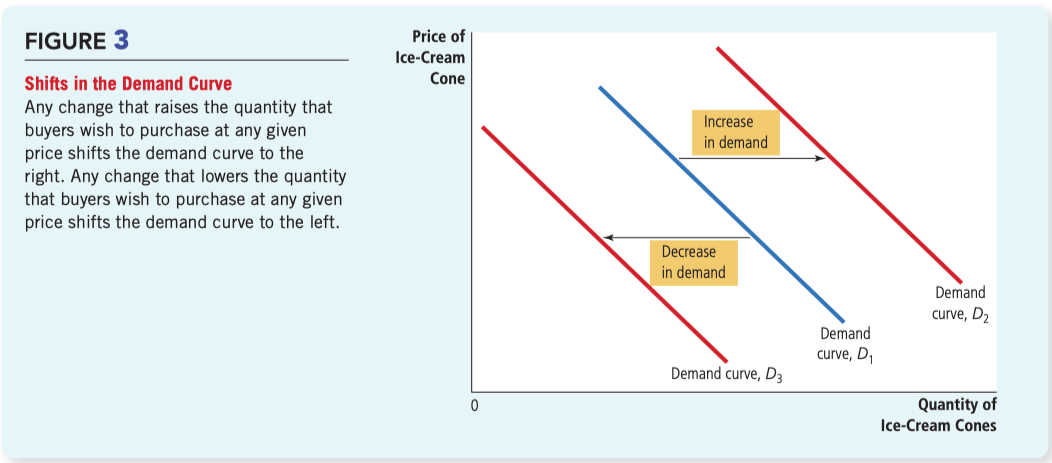 FIGURE 3
Shifts in the Demand Curve
Any change that raises the quantity that
buyers wish to purchase at any given
price shifts the demand curve to the
right. Any change that lowers the quantity
that buyers wish to purchase at any given
price shifts the demand curve to the left.
Price of
Ice-Cream
Cone
Increase
in demand
Decrease
in demand
Demand
curve, D₂
Demand
curve, D₁
Demand curve, D₃
0
Quantity of
Ice-Cream Cones